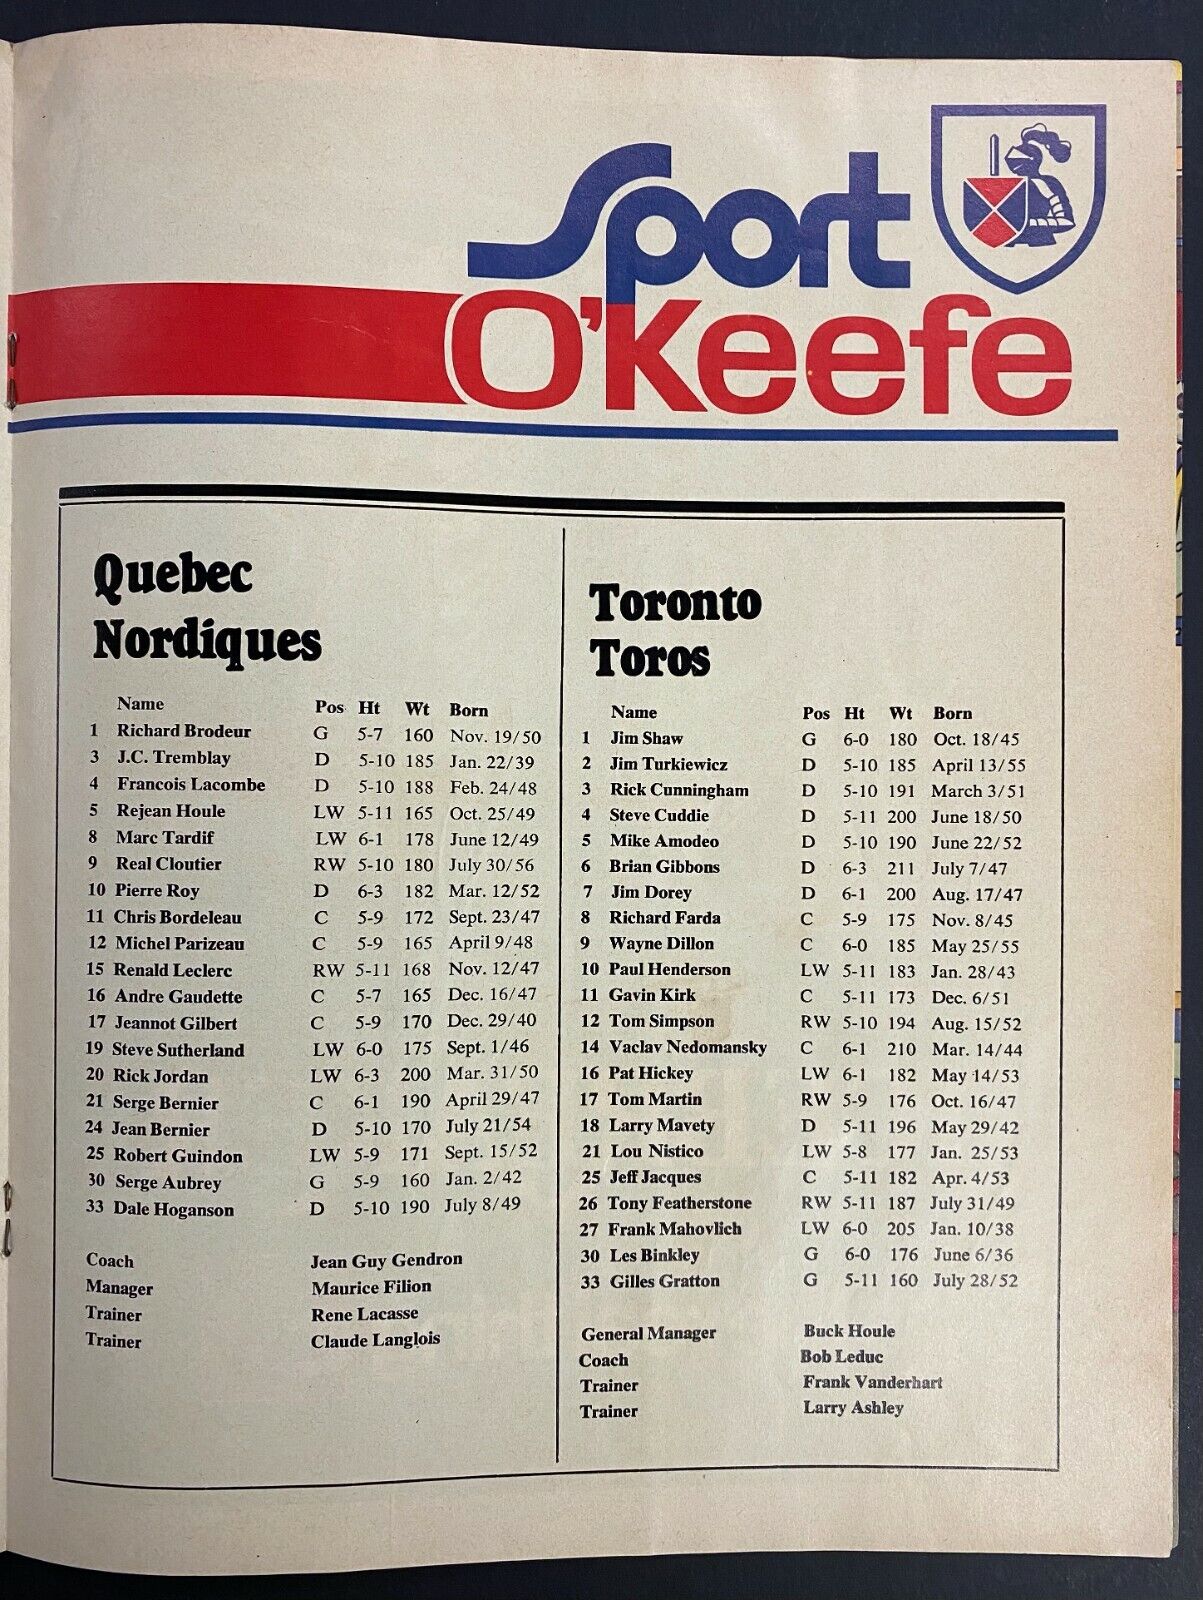 Sport
O'Keefe
Quebec
Nordiques
Name Pos Ht Wt Born
1 Richard Brodeur G 5-7 160 Nov. 19/50
3 J.C. Tremblay D 5-10 185 Jan. 22/39
4 Francois Lacombe D 5-10 188 Feb. 24/48
5 Rejean Houle LW 5-11 165 Oct. 25/49
8 Marc Tardif LW 6-1 178 June 12/49
9 Real Cloutier RW 5-10 180 July 30/56
10 Pierre Roy D 6-3 182 Mar. 12/52
11 Chris Bordeleau C 5-9 172 Sept. 23/47
12 Michel Parizeau C 5-9 165 April 9/48
15 Renald Leclerc RW 5-11 168 Nov. 12/47
16 Andre Gaudette C 5-7 165 Dec. 16/47
17 Jeannot Gilbert C 5-9 170 Dec. 29/40
19 Steve Sutherland LW 6-0 175 Sept. 1/46
20 Rick Jordan LW 6-3 200 Mar. 31/50
21 Serge Bernier C 6-1 190 April 29/47
24 Jean Bernier D 5-10 170 July 21/54
25 Robert Guindon LW 5-9 171 Sept. 15/52
30 Serge Aubrey G 5-9 160 Jan. 2/42
33 Dale Hoganson D 5-10 190 July 8/49
Coach Jean Guy Gendron
Manager Maurice Filion
Trainer Rene Lacasse
Trainer Claude Langlois
Toronto
Toros
Name Pos Ht Wt Born
1 Jim Shaw G 6-0 180 Oct. 18/45
2 Jim Turkiewicz D 5-10 185 April 13/55
3 Rick Cunningham D 5-10 191 March 3/51
4 Steve Cuddie D 5-11 200 June 18/50
5 Mike Amodeo D 5-10 190 June 22/52
6 Brian Gibbons D 6-3 211 July 7/47
7 Jim Dorey D 6-1 200 Aug. 17/47
8 Richard Farda C 5-9 175 Nov. 8/45
9 Wayne Dillon C 6-0 185 May 25/55
10 Paul Henderson LW 5-11 183 Jan. 28/43
11 Gavin Kirk C 5-11 173 Dec. 6/51
12 Tom Simpson RW 5-10 194 Aug. 15/52
14 Vaclav Nedomansky C 6-1 210 Mar. 14/44
16 Pat Hickey LW 6-1 182 May 14/53
17 Tom Martin RW 5-9 176 Oct. 16/47
18 Larry Mavety D 5-11 196 May 29/42
21 Lou Nistico LW 5-8 177 Jan. 25/53
25 Jeff Jacques C 5-11 182 Apr. 4/53
26 Tony Featherstone RW 5-11 187 July 31/49
27 Frank Mahovlich LW 6-0 205 Jan. 10/38
30 Les Binkley G 6-0 176 June 6/36
33 Gilles Gratton G 5-11 160 July 28/52
General Manager Buck Houle
Coach Bob Leduc
Trainer Frank Vanderhart
Trainer Larry Ashley